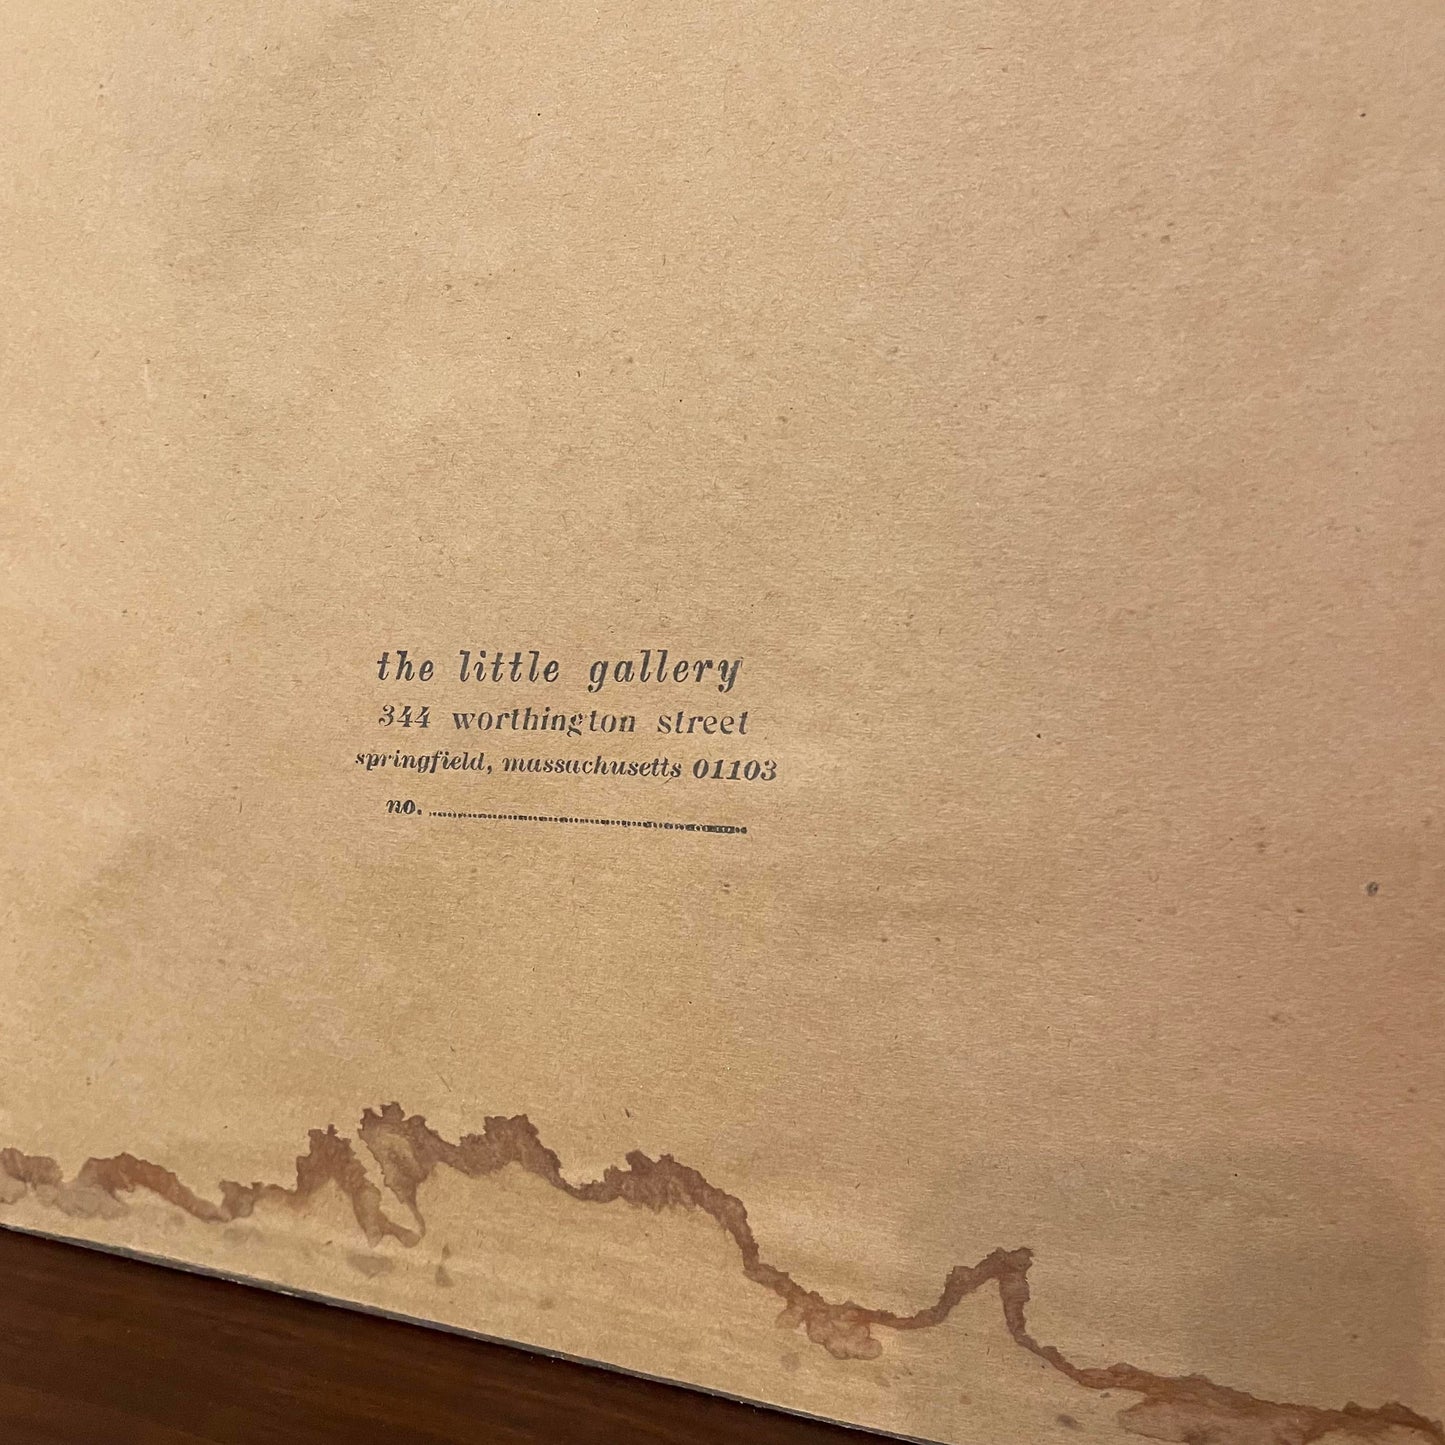 the little gallery
344 worthington street
springfield, massachusetts 01103
no. ........................................